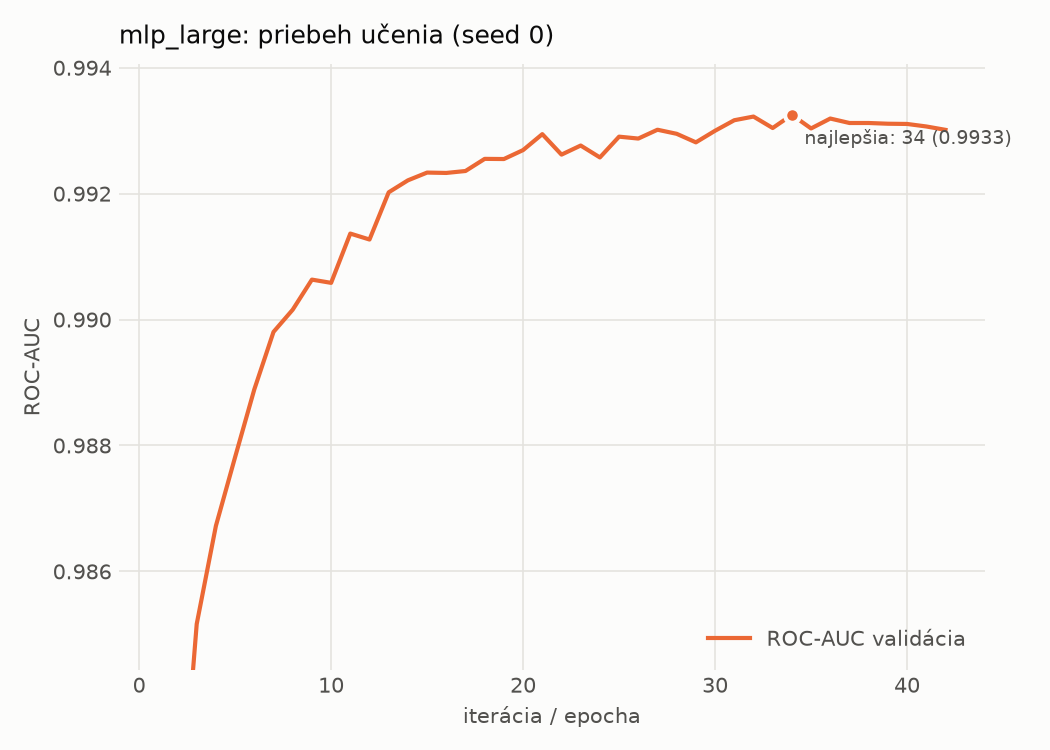 mlp_large: priebeh učenia (seed 0)
0.994
0.992
0.990
0.988
0.986
ROC-AUC
najlepšia: 34 (0.9933)
ROC-AUC validácia
0 10 20 30 40
iterácia / epocha